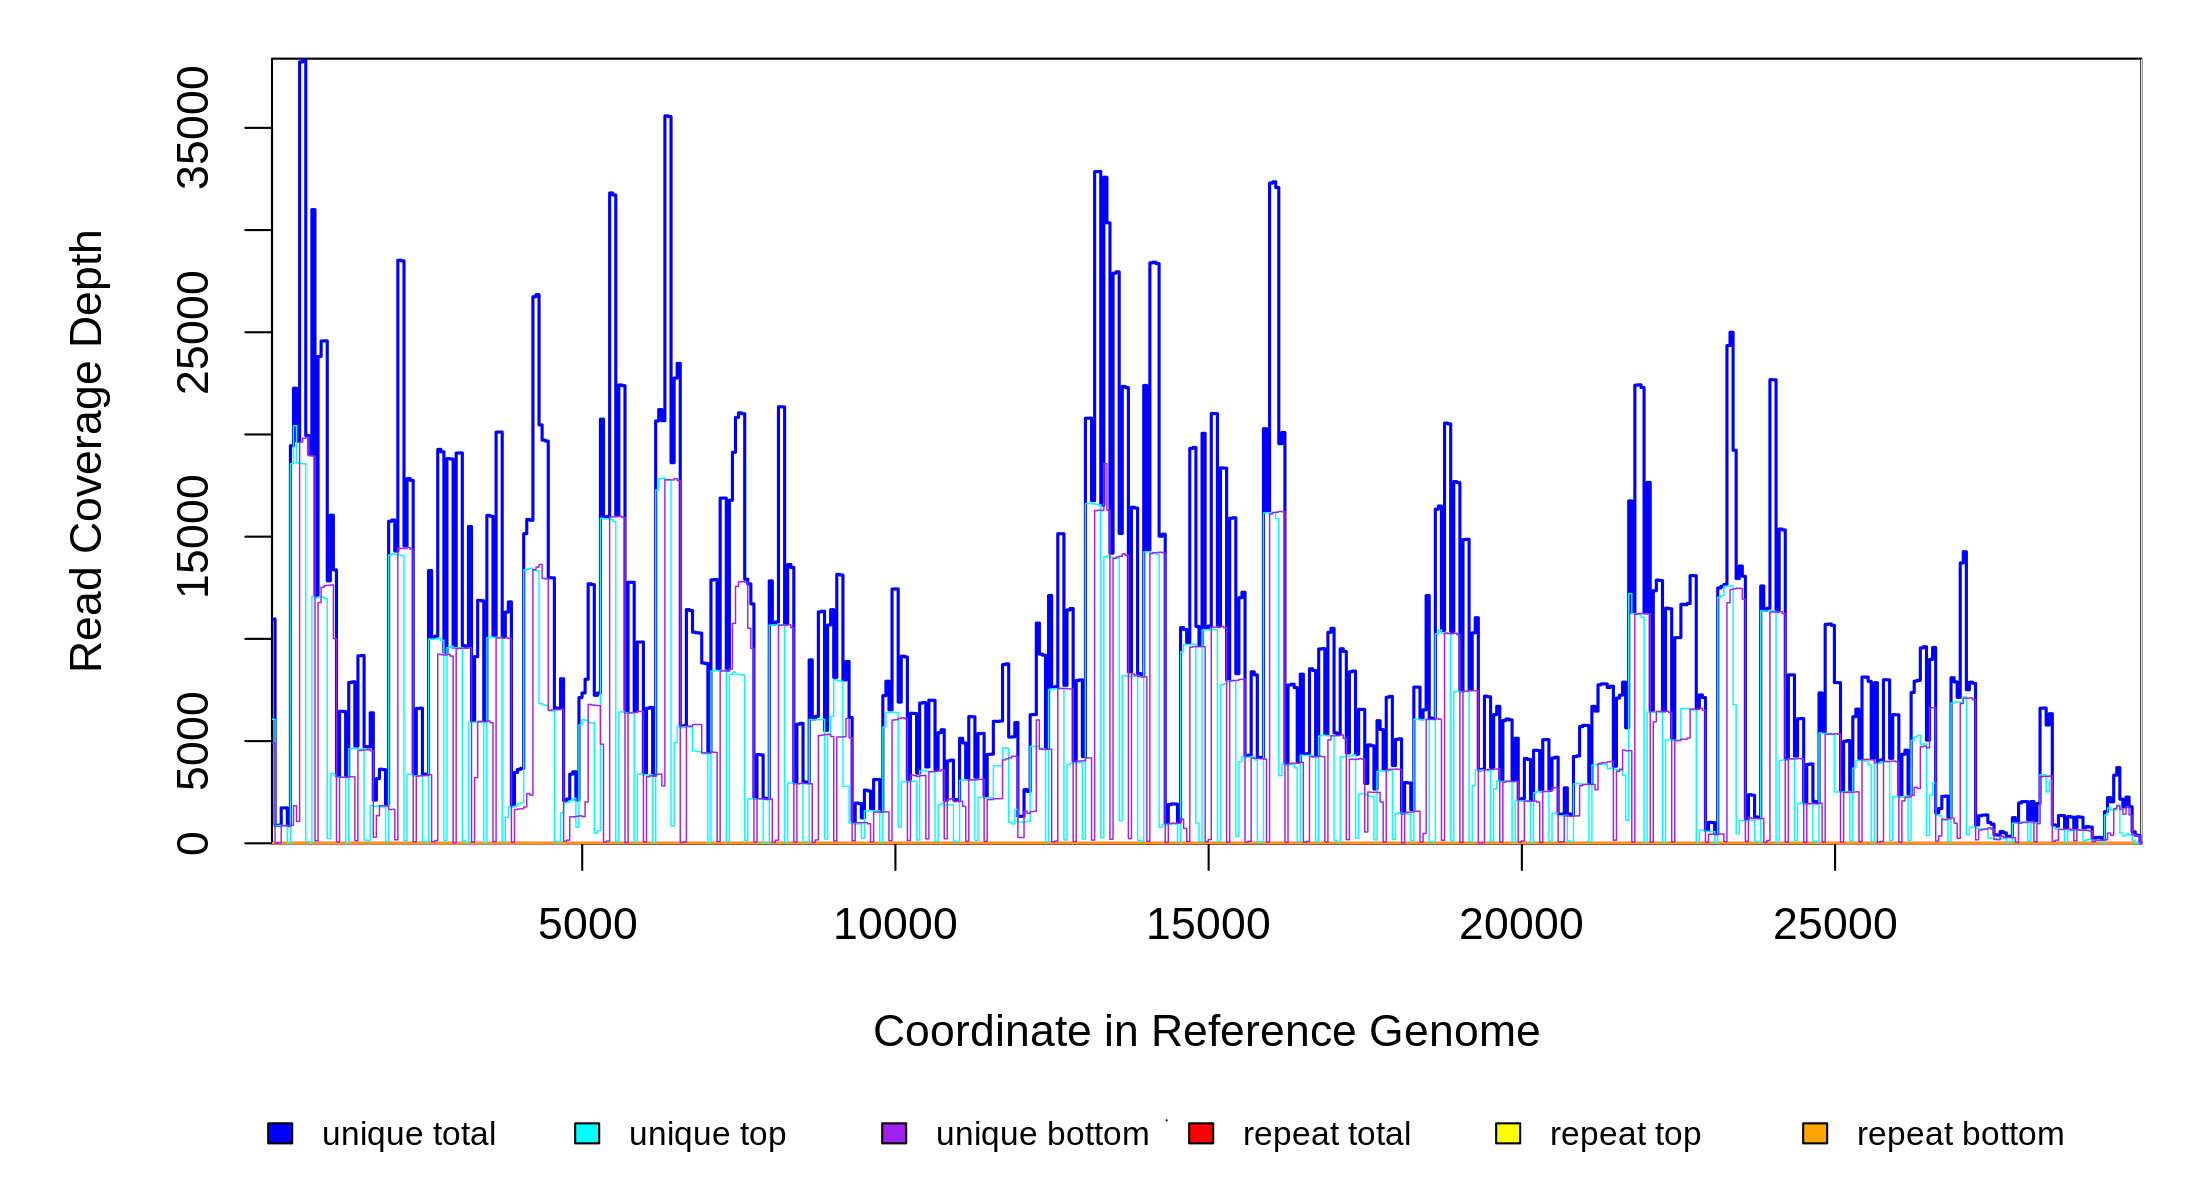 35000
25000
15000
5000
0
Read Coverage Depth
5000 10000 15000 20000 25000
Coordinate in Reference Genome
unique total unique top unique bottom repeat total repeat top repeat bottom